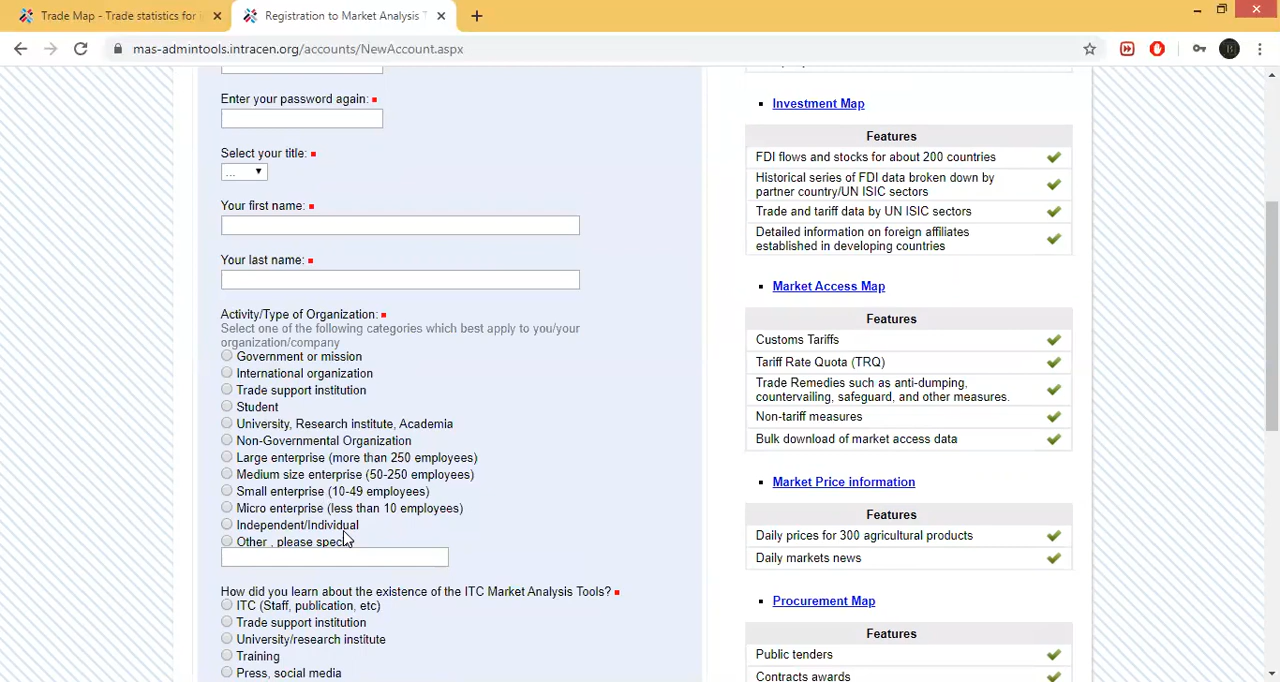 Trade Map - Trade statistics for i
Registration to Market Analysis T
mas-admintools.intracen.org/accounts/NewAccount.aspx
Enter your password again:
Select your title:
...
Your first name:
Your last name:
Activity/Type of Organization:
Select one of the following categories which best apply to you/your
organization/company
Government or mission
International organization
Trade support institution
Student
University, Research institute, Academia
Non-Governmental Organization
Large enterprise (more than 250 employees)
Medium size enterprise (50-250 employees)
Small enterprise (10-49 employees)
Micro enterprise (less than 10 employees)
Independent/Individual
Other , please specify
How did you learn about the existence of the ITC Market Analysis Tools?
ITC (Staff, publication, etc)
Trade support institution
University/research institute
Training
Press, social media
Investment Map
Features
FDI flows and stocks for about 200 countries
Historical series of FDI data broken down by
partner country/UN ISIC sectors
Trade and tariff data by UN ISIC sectors
Detailed information on foreign affiliates
established in developing countries
Market Access Map
Features
Customs Tariffs
Tariff Rate Quota (TRQ)
Trade Remedies such as anti-dumping,
countervailing, safeguard, and other measures.
Non-tariff measures
Bulk download of market access data
Market Price information
Features
Daily prices for 300 agricultural products
Daily markets news
Procurement Map
Features
Public tenders
Contracts awards